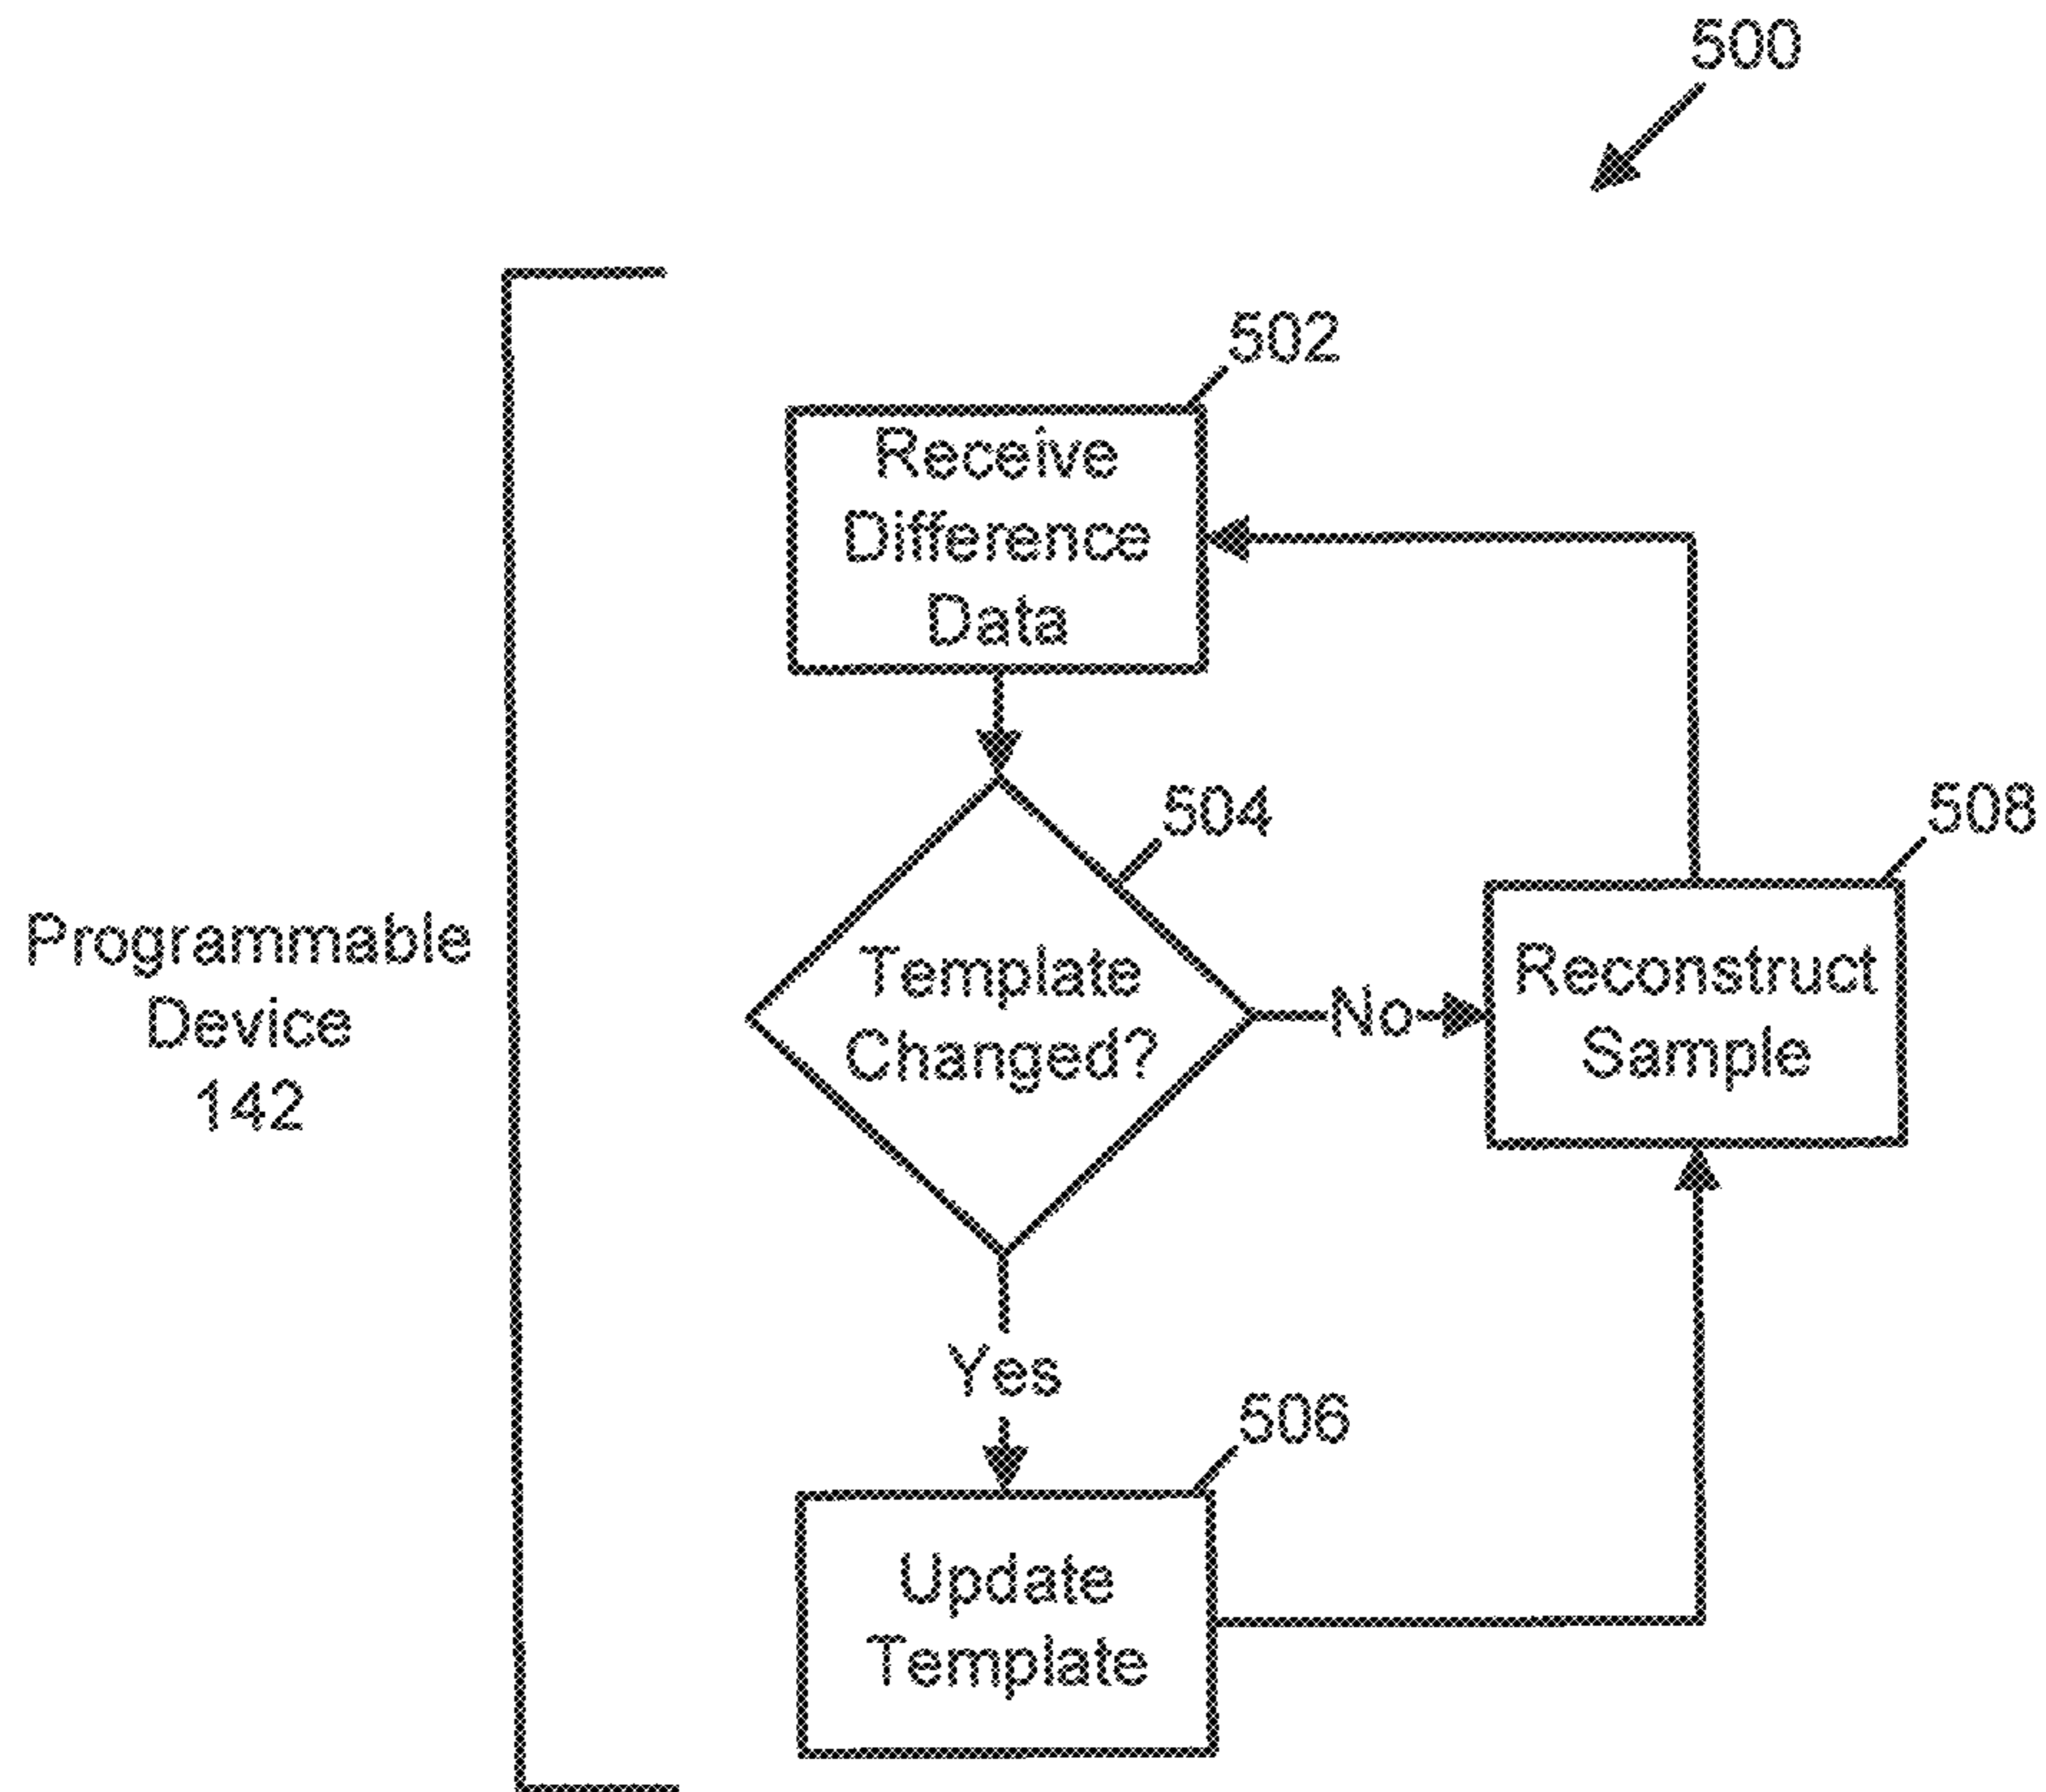 500
502
Receive
Difference
Data
504
508
Programmable
Device
142
Template
Changed?
No
Reconstruct
Sample
Yes
506
Update
Template